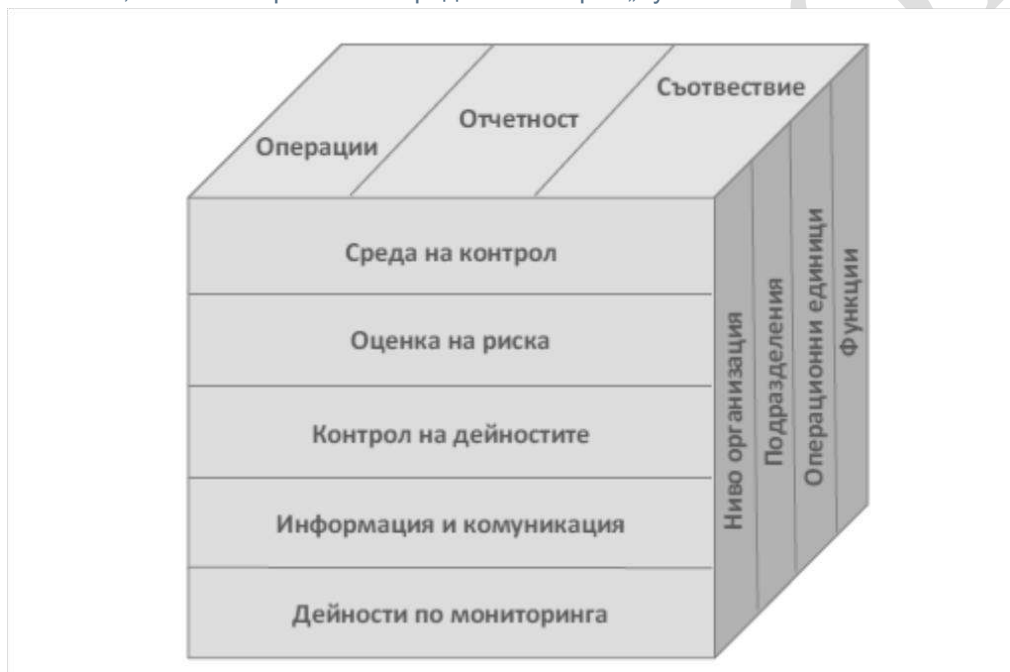 Операции
Отчетност
Съотвествие
Среда на контрол
Оценка на риска
Контрол на дейностите
Информация и комуникация
Дейности по мониторинга
Ниво организация
Подразделения
Операционни единици
Функции